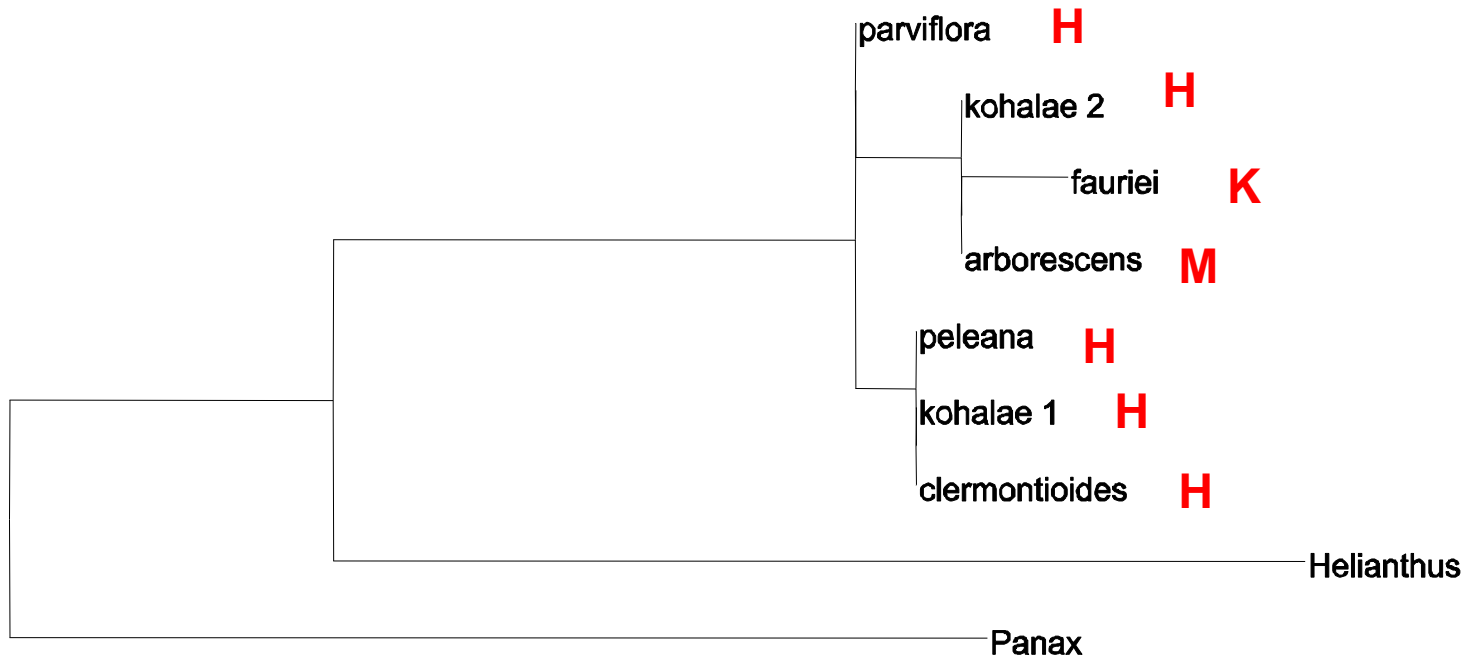 parviflora H
kohalae 2 H
fauriei K
arborescens M
peleana H
kohalae 1 H
clermontioides H
Helianthus
Panax